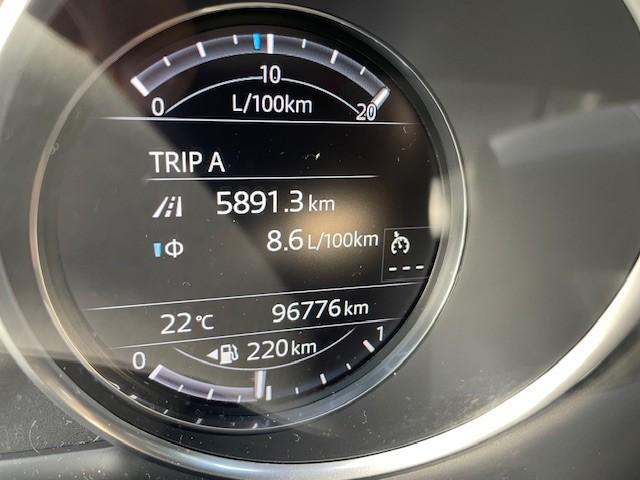 0 10 20
L/100km
TRIP A
5891.3 km
Φ 8.6 L/100km
---
22 °C 96776 km
0 220 km 1